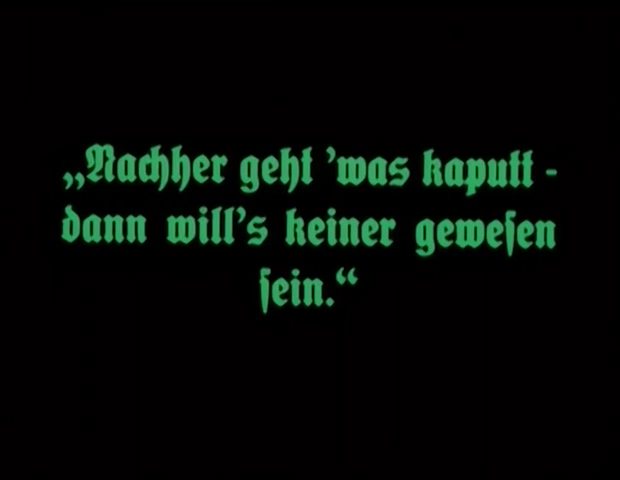 „Nachher geht ’was kaputt -
dann will’s keiner gewesen
sein.“